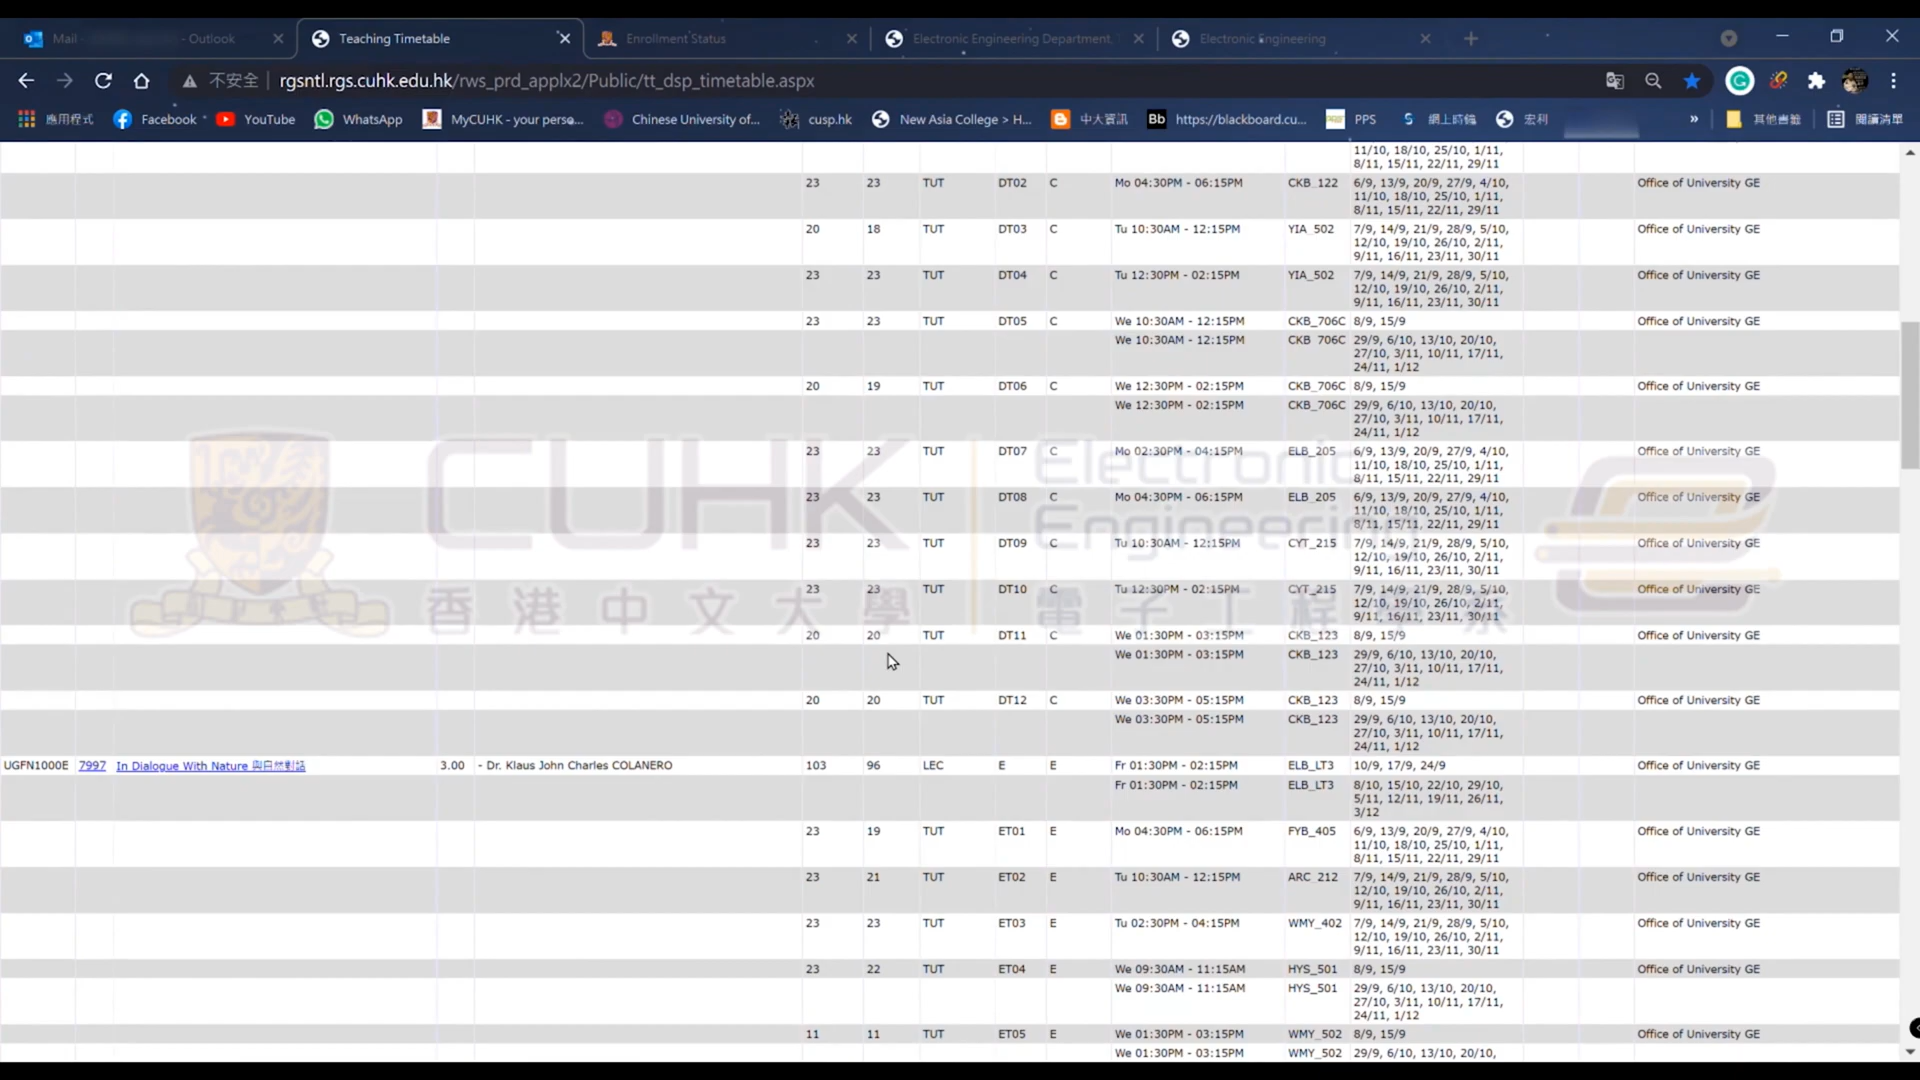 Mail - Outlook
Teaching Timetable
Enrollment Status
Electronic Engineering Department,
Electronic Engineering
不安全 rgsntl.rgs.cuhk.edu.hk/rws_prd_applx2/Public/tt_dsp_timetable.aspx
應用程式 Facebook YouTube WhatsApp MyCUHK - your perso... Chinese University of... cusp.hk New Asia College > H... 中大資訊 Bb https://blackboard.cu... PPS 網上時計 宏利 » 其他書籤 閱讀清單
11/10, 18/10, 25/10, 1/11,
8/11, 15/11, 22/11, 29/11
23 23 TUT DT02 C Mo 04:30PM - 06:15PM CKB_122 6/9, 13/9, 20/9, 27/9, 4/10, Office of University GE
11/10, 18/10, 25/10, 1/11,
8/11, 15/11, 22/11, 29/11
20 18 TUT DT03 C Tu 10:30AM - 12:15PM YIA_502 7/9, 14/9, 21/9, 28/9, 5/10, Office of University GE
12/10, 19/10, 26/10, 2/11,
9/11, 16/11, 23/11, 30/11
23 23 TUT DT04 C Tu 12:30PM - 02:15PM YIA_502 7/9, 14/9, 21/9, 28/9, 5/10, Office of University GE
12/10, 19/10, 26/10, 2/11,
9/11, 16/11, 23/11, 30/11
23 23 TUT DT05 C We 10:30AM - 12:15PM CKB_706C 8/9, 15/9 Office of University GE
We 10:30AM - 12:15PM CKB_706C 29/9, 6/10, 13/10, 20/10,
27/10, 3/11, 10/11, 17/11,
24/11, 1/12
20 19 TUT DT06 C We 12:30PM - 02:15PM CKB_706C 8/9, 15/9 Office of University GE
We 12:30PM - 02:15PM CKB_706C 29/9, 6/10, 13/10, 20/10,
27/10, 3/11, 10/11, 17/11,
24/11, 1/12
23 23 TUT DT07 C Mo 02:30PM - 04:15PM ELB_205 6/9, 13/9, 20/9, 27/9, 4/10, Office of University GE
11/10, 18/10, 25/10, 1/11,
8/11, 15/11, 22/11, 29/11
23 23 TUT DT08 C Mo 04:30PM - 06:15PM ELB_205 6/9, 13/9, 20/9, 27/9, 4/10, Office of University GE
11/10, 18/10, 25/10, 1/11,
8/11, 15/11, 22/11, 29/11
23 23 TUT DT09 C Tu 10:30AM - 12:15PM CYT_215 7/9, 14/9, 21/9, 28/9, 5/10, Office of University GE
12/10, 19/10, 26/10, 2/11,
9/11, 16/11, 23/11, 30/11
23 23 TUT DT10 C Tu 12:30PM - 02:15PM CYT_215 7/9, 14/9, 21/9, 28/9, 5/10, Office of University GE
12/10, 19/10, 26/10, 2/11,
9/11, 16/11, 23/11, 30/11
20 20 TUT DT11 C We 01:30PM - 03:15PM CKB_123 8/9, 15/9 Office of University GE
We 01:30PM - 03:15PM CKB_123 29/9, 6/10, 13/10, 20/10,
27/10, 3/11, 10/11, 17/11,
24/11, 1/12
20 20 TUT DT12 C We 03:30PM - 05:15PM CKB_123 8/9, 15/9 Office of University GE
We 03:30PM - 05:15PM CKB_123 29/9, 6/10, 13/10, 20/10,
27/10, 3/11, 10/11, 17/11,
24/11, 1/12
UGFN1000E 7997 In Dialogue With Nature 與自然對話 3.00 - Dr. Klaus John Charles COLANERO 103 96 LEC E E Fr 01:30PM - 02:15PM ELB_LT3 10/9, 17/9, 24/9 Office of University GE
Fr 01:30PM - 02:15PM ELB_LT3 8/10, 15/10, 22/10, 29/10,
5/11, 12/11, 19/11, 26/11,
3/12
23 19 TUT ET01 E Mo 04:30PM - 06:15PM FYB_405 6/9, 13/9, 20/9, 27/9, 4/10, Office of University GE
11/10, 18/10, 25/10, 1/11,
8/11, 15/11, 22/11, 29/11
23 21 TUT ET02 E Tu 10:30AM - 12:15PM ARC_212 7/9, 14/9, 21/9, 28/9, 5/10, Office of University GE
12/10, 19/10, 26/10, 2/11,
9/11, 16/11, 23/11, 30/11
23 23 TUT ET03 E Tu 02:30PM - 04:15PM WMY_402 7/9, 14/9, 21/9, 28/9, 5/10, Office of University GE
12/10, 19/10, 26/10, 2/11,
9/11, 16/11, 23/11, 30/11
23 22 TUT ET04 E We 09:30AM - 11:15AM HYS_501 8/9, 15/9 Office of University GE
We 09:30AM - 11:15AM HYS_501 29/9, 6/10, 13/10, 20/10,
27/10, 3/11, 10/11, 17/11,
24/11, 1/12
11 11 TUT ET05 E We 01:30PM - 03:15PM WMY_502 8/9, 15/9 Office of University GE
We 01:30PM - 03:15PM WMY_502 29/9, 6/10, 13/10, 20/10,
CUHK Electronic Engineering
香港中文大學 電子工程學系